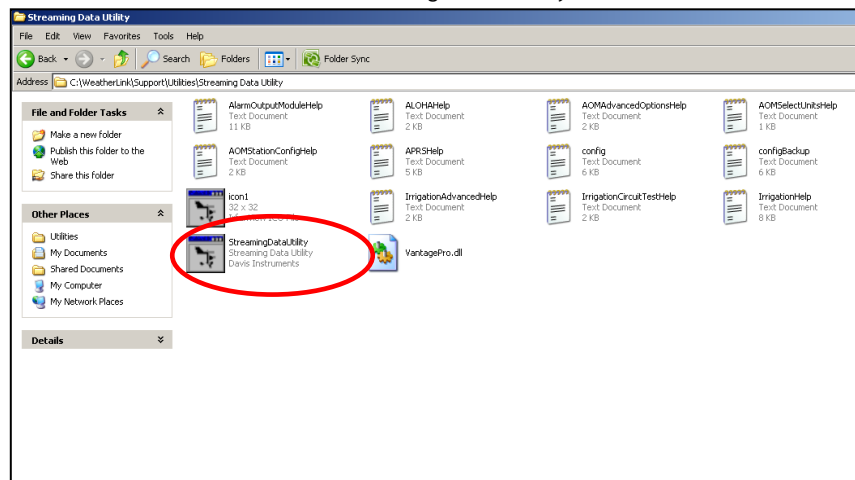 Streaming Data Utility
File Edit View Favorites Tools Help
Back Search Folders Folder Sync
Address C:\WeatherLink\Support\Utilities\Streaming Data Utility
File and Folder Tasks
Make a new folder
Publish this folder to the
Web
Share this folder
Other Places
Utilities
My Documents
Shared Documents
My Computer
My Network Places
Details
AlarmOutputModuleHelp
Text Document
11 KB
ALOHAHelp
Text Document
2 KB
AOMAdvancedOptionsHelp
Text Document
2 KB
AOMSelectUnitsHelp
Text Document
1 KB
AOMStationConfigHelp
Text Document
2 KB
APRSHelp
Text Document
5 KB
config
Text Document
6 KB
configBackup
Text Document
6 KB
icon1
32 x 32
IrrigationAdvancedHelp
Text Document
2 KB
IrrigationCircuitTestHelp
Text Document
2 KB
IrrigationHelp
Text Document
8 KB
StreamingDataUtility
Streaming Data Utility
Davis Instruments
VantagePro.dll